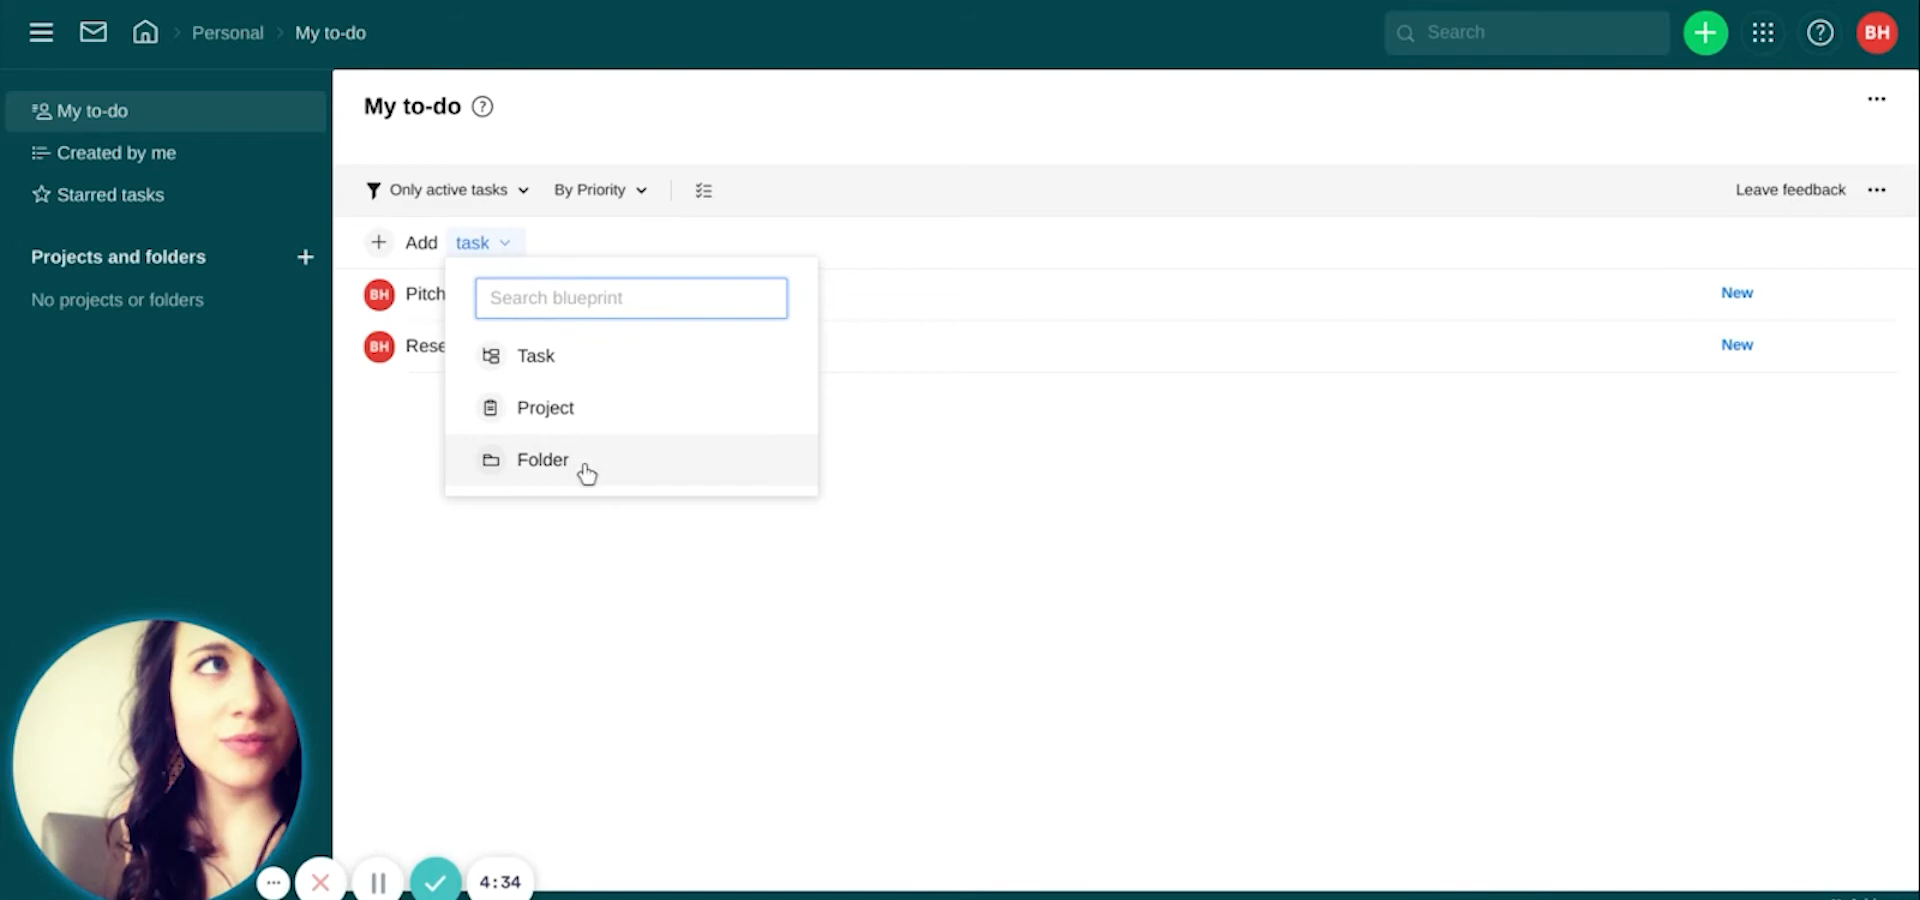 Personal
My to-do
Search
BH
My to-do
Created by me
Starred tasks
Projects and folders
No projects or folders
My to-do
Only active tasks
By Priority
Leave feedback
Add task
Search blueprint
BH Pitch
New
BH Rese
New
Task
Project
Folder
4:34